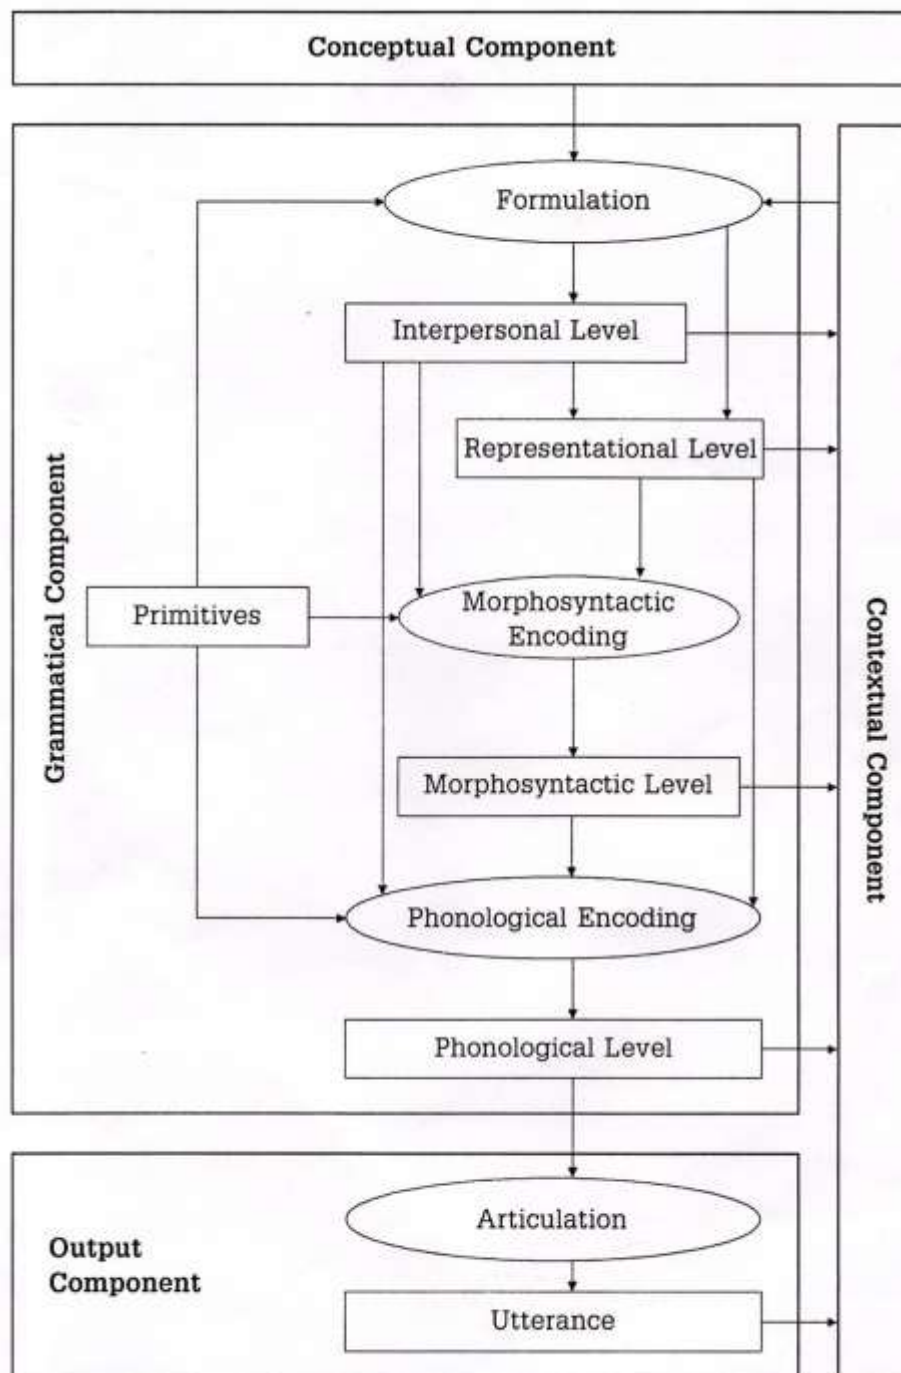 Conceptual Component
Formulation
Interpersonal Level
Representational Level
Grammatical Component
Primitives
Morphosyntactic
Encoding
Contextual Component
Morphosyntactic Level
Phonological Encoding
Phonological Level
Articulation
Output
Component
Utterance